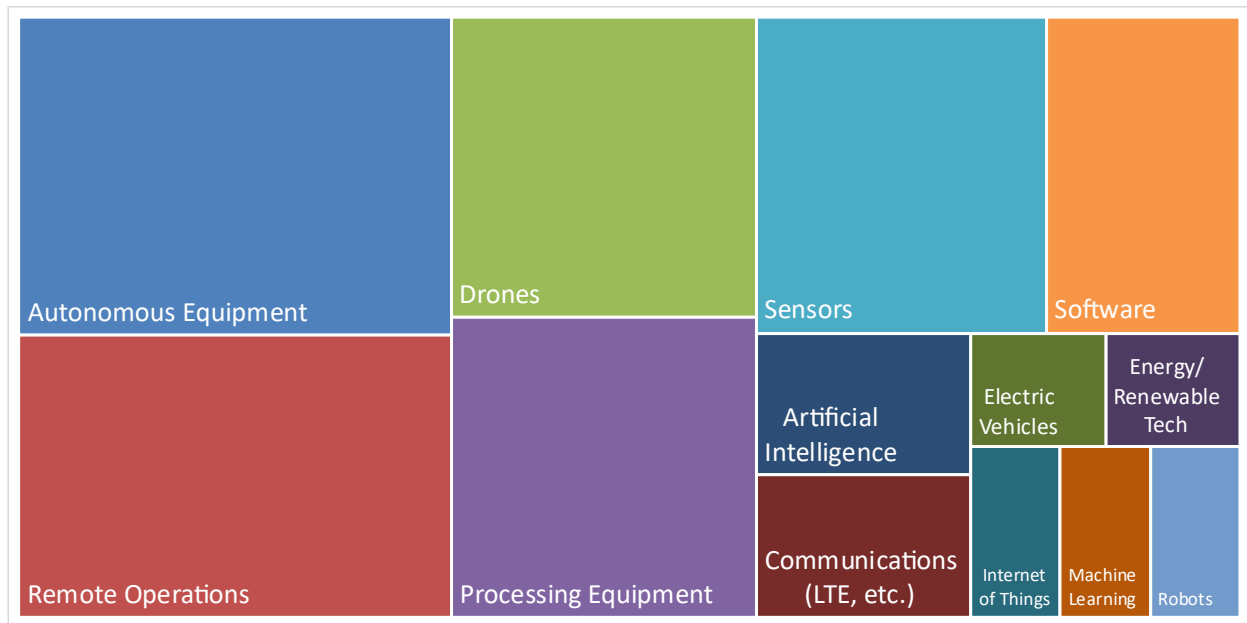 Autonomous Equipment
Remote Operations
Drones
Processing Equipment
Sensors
Software
Artificial
Intelligence
Communications
(LTE, etc.)
Electric
Vehicles
Energy/
Renewable
Tech
Internet
of Things
Machine
Learning
Robots